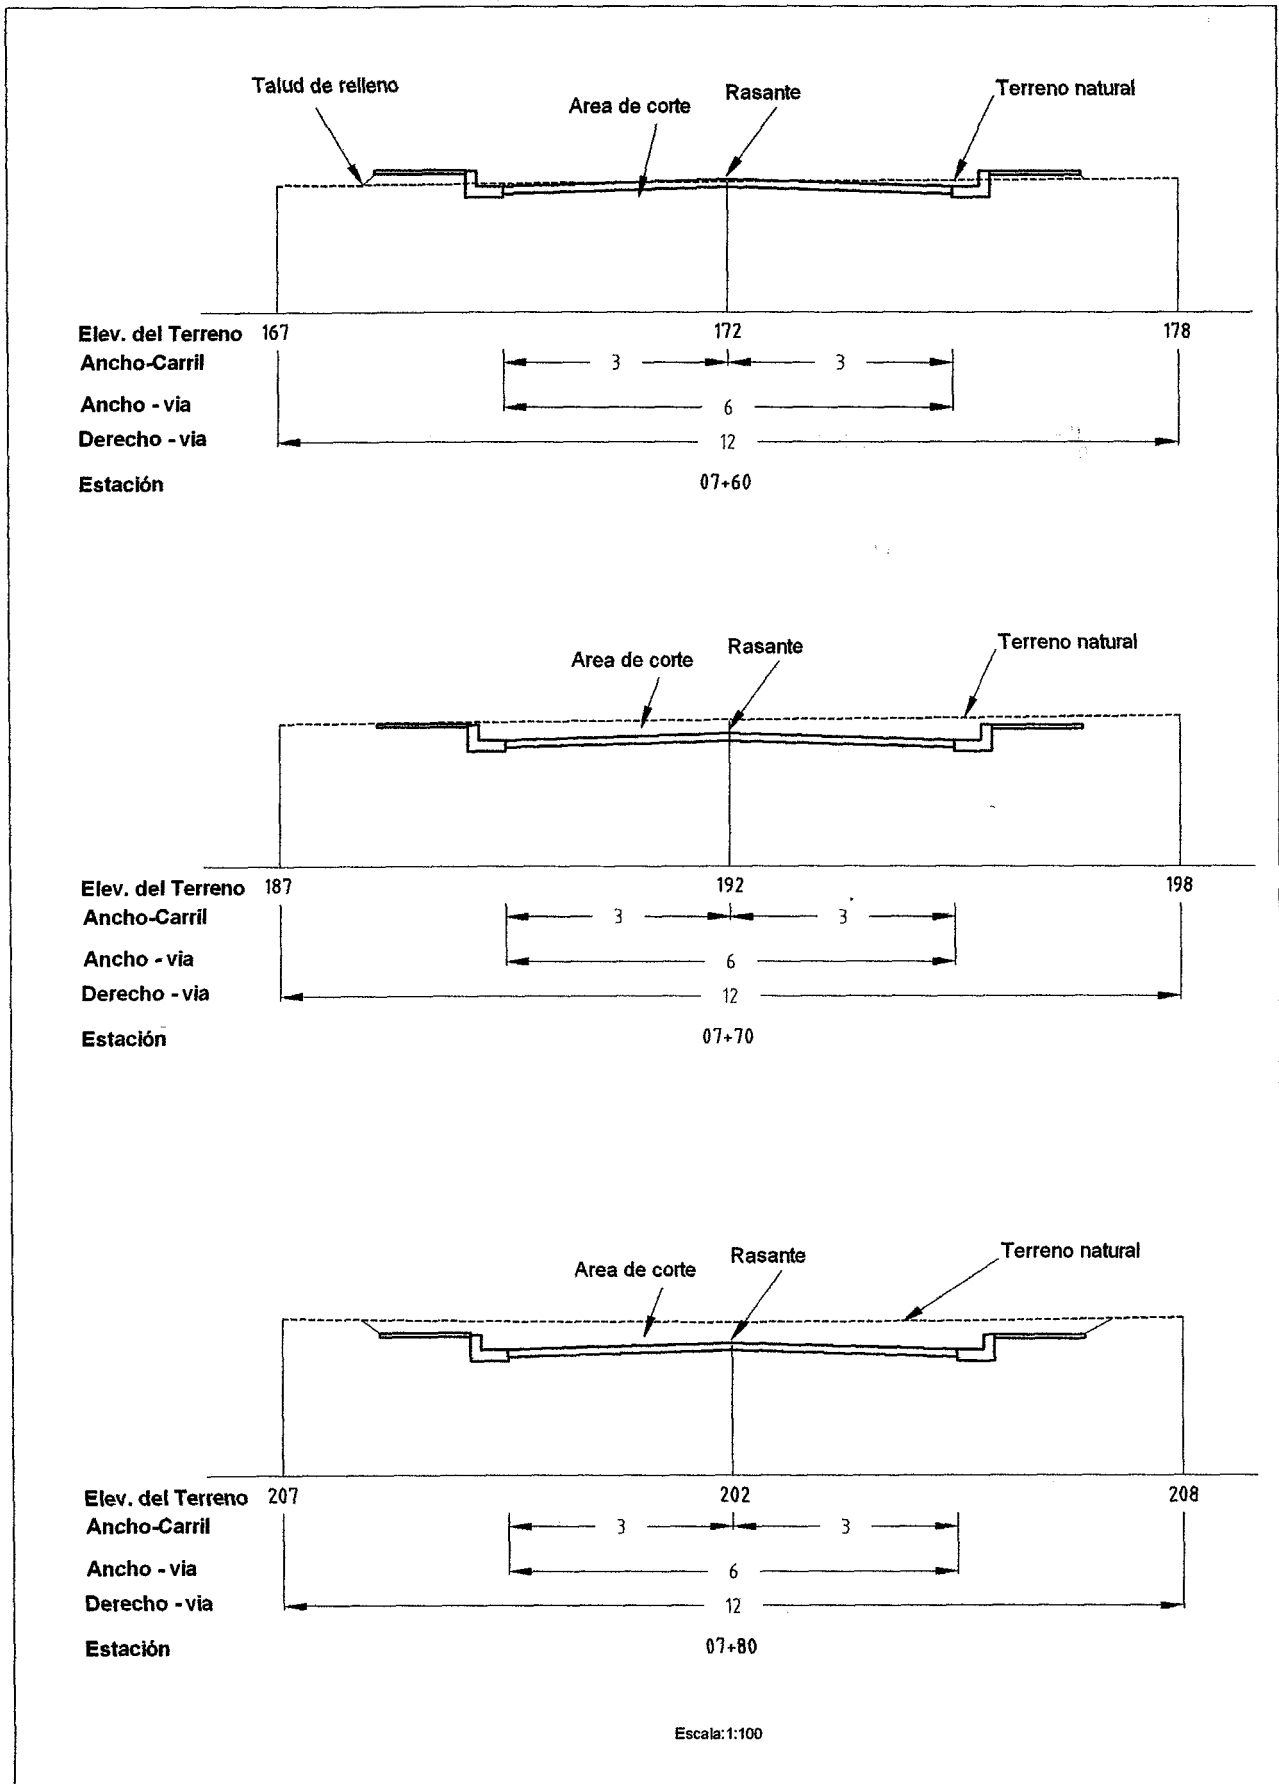 Talud de relleno
Area de corte
Rasante
Terreno natural
Elev. del Terreno 167 172 178
Ancho-Carril 3 3
Ancho - via 6
Derecho - via 12
Estación 07+60
Area de corte
Rasante
Terreno natural
Elev. del Terreno 187 192 198
Ancho-Carril 3 3
Ancho - via 6
Derecho - via 12
Estación 07+70
Area de corte
Rasante
Terreno natural
Elev. del Terreno 207 202 208
Ancho-Carril 3 3
Ancho - via 6
Derecho - via 12
Estación 07+80
Escala:1:100